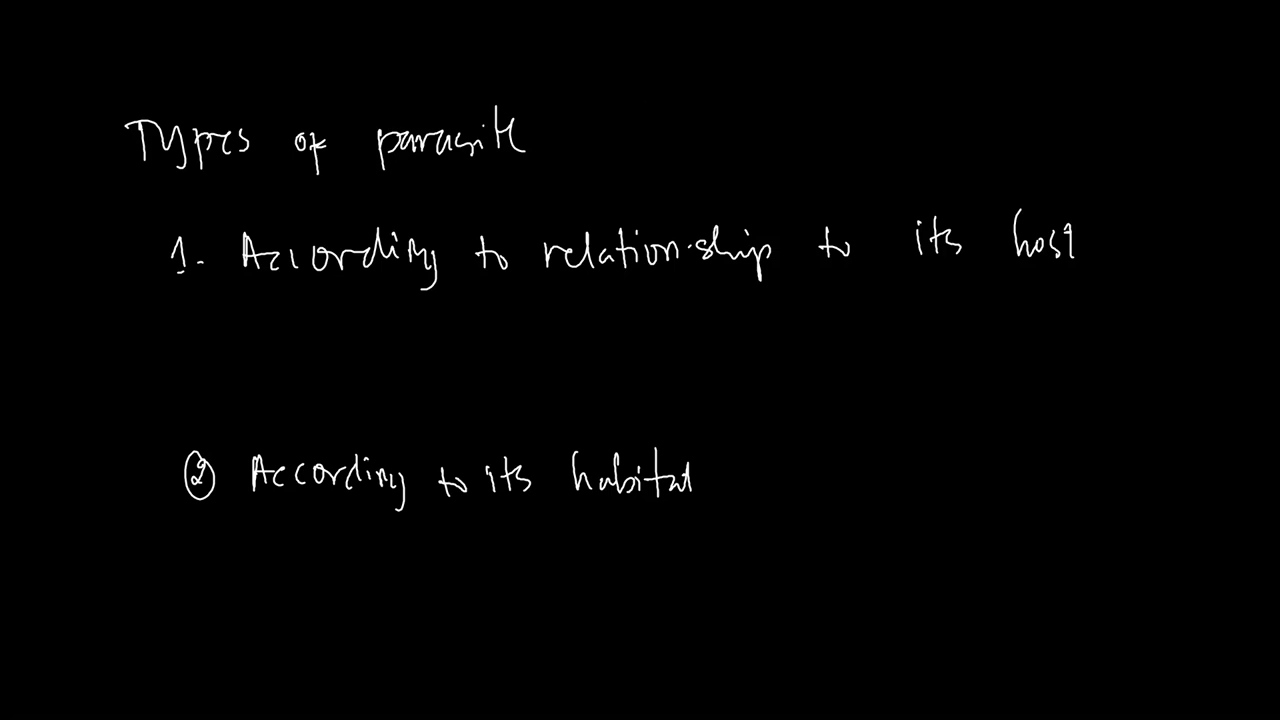 Types of parasite
1. According to relationship to its host
② According to its habitat